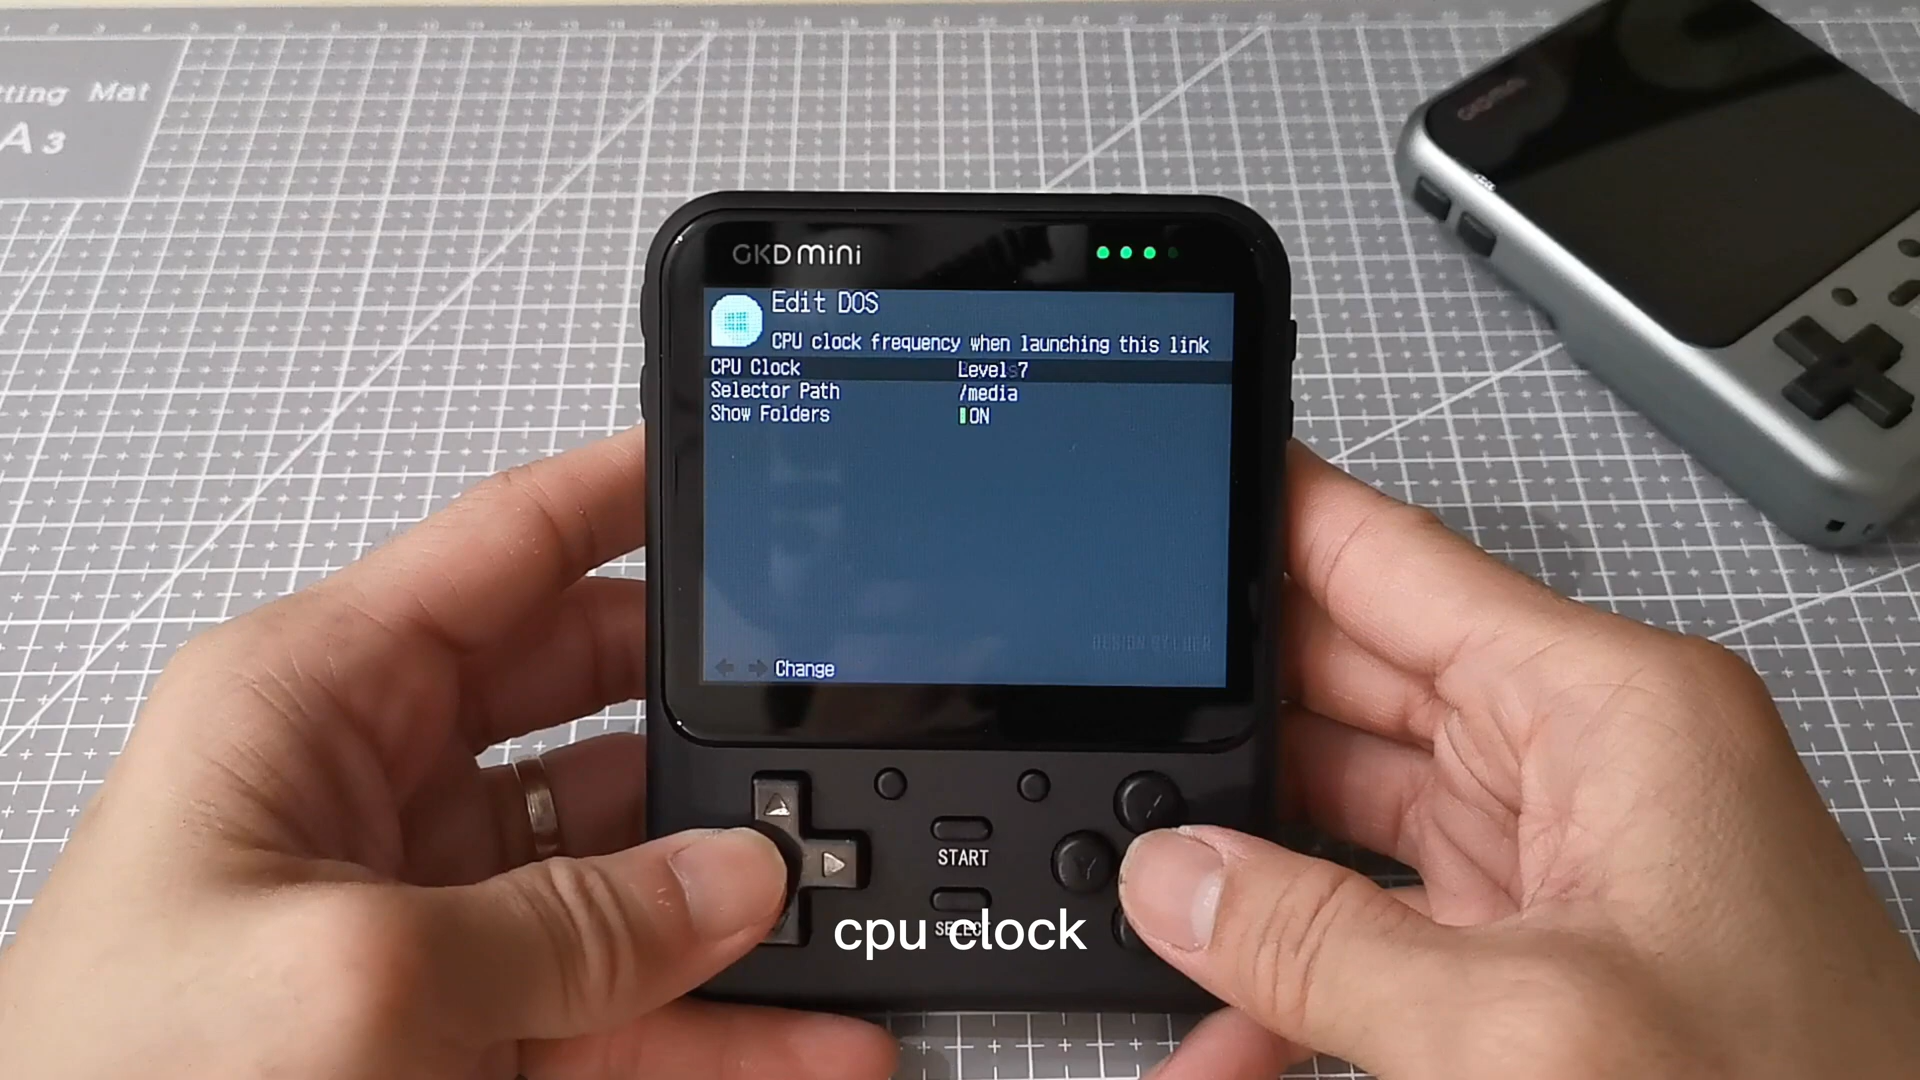 tting Mat
A3
GKD mini
Edit DOS
CPU clock frequency when launching this link
CPU Clock Level 7
Selector Path /media
Show Folders ON
Change
START
SELECT
cpu clock
Y